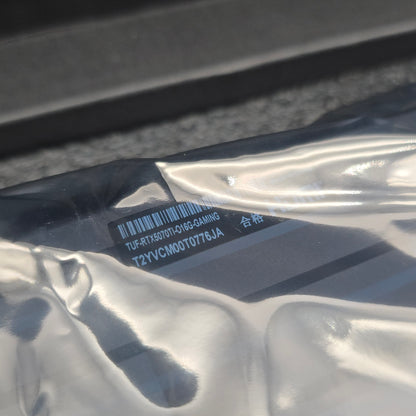 TUF-RTX5070TI-O16G-GAMING
T2YVCM00T0776JA
合格